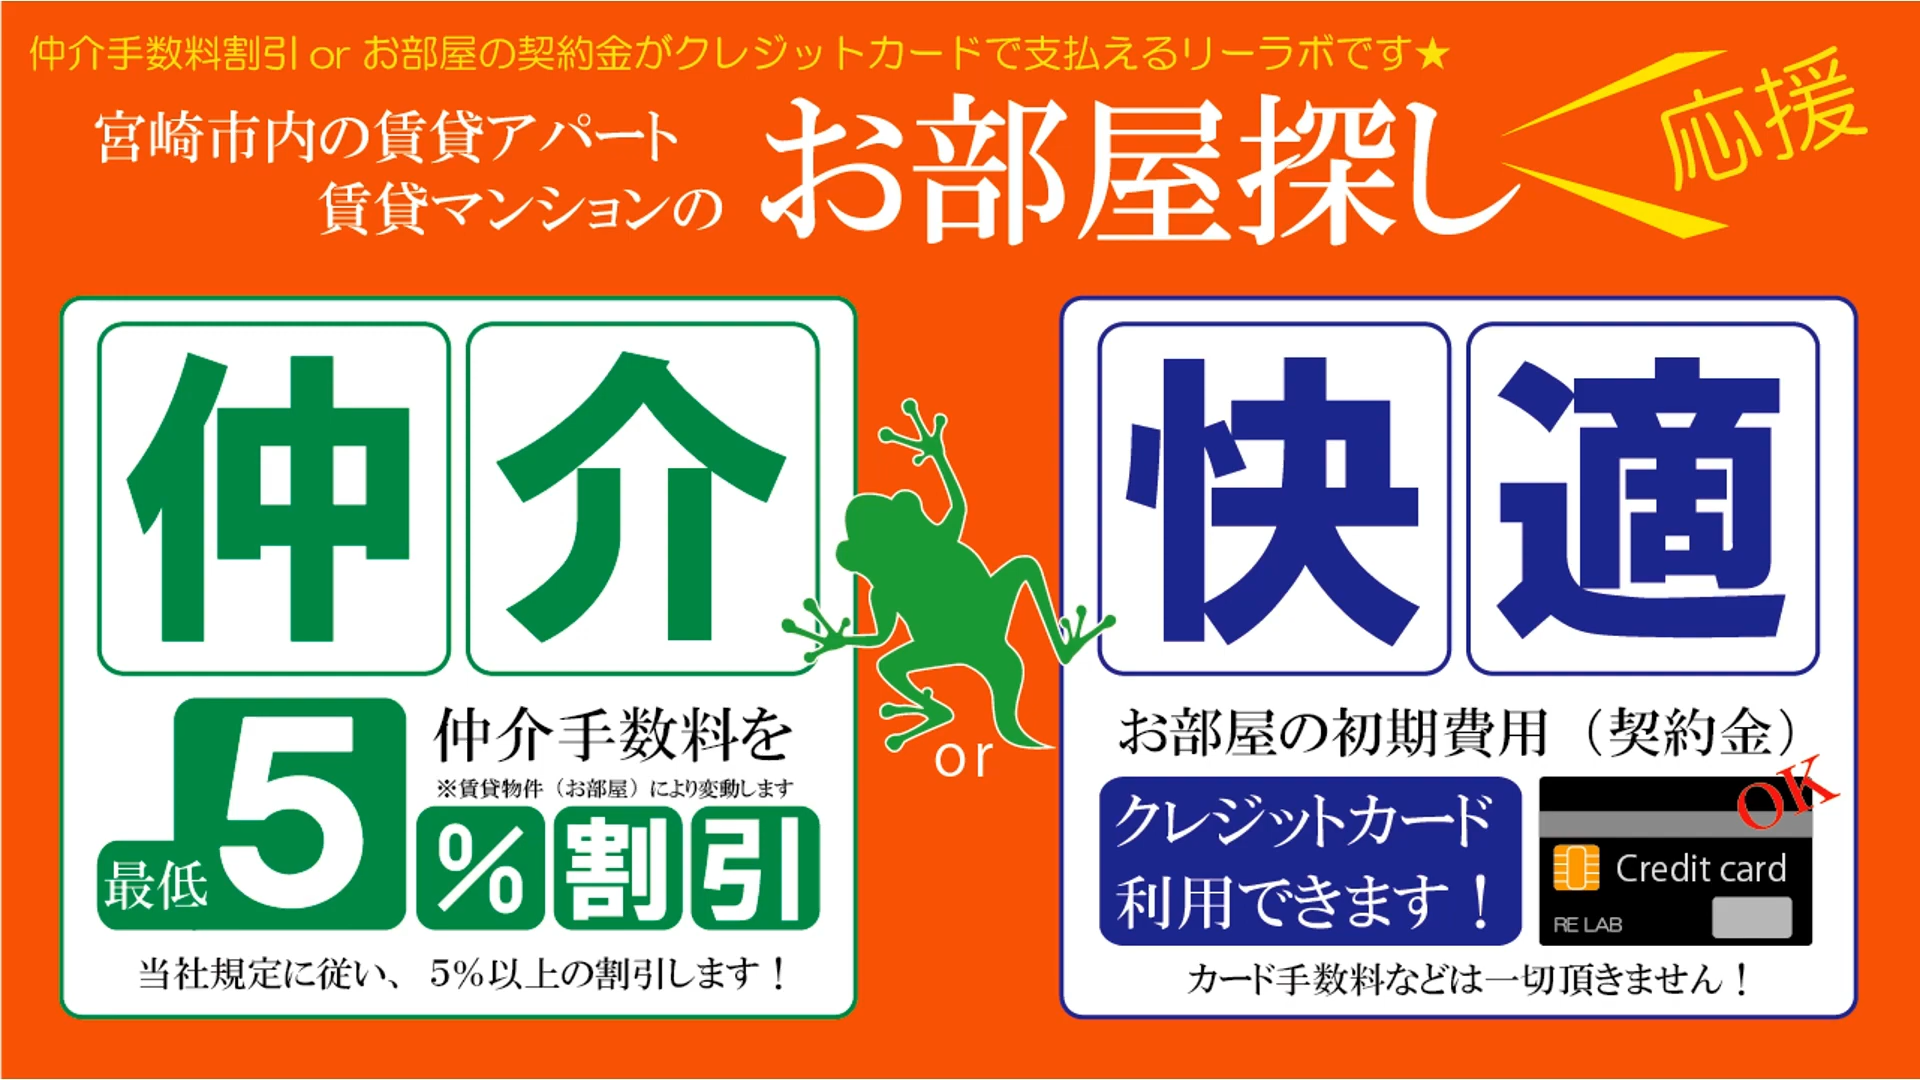 仲介手数料割引 or お部屋の契約金がクレジットカードで支払えるリーラボです★
宮崎市内の賃貸アパート
賃貸マンションの
お部屋探し
応援
仲介
最低5%割引
仲介手数料を
※賃貸物件（お部屋）により変動します
当社規定に従い、5%以上の割引します！
or
快適
お部屋の初期費用（契約金）
クレジットカード
利用できます！
OK
Credit card
RE LAB
カード手数料などは一切頂きません！